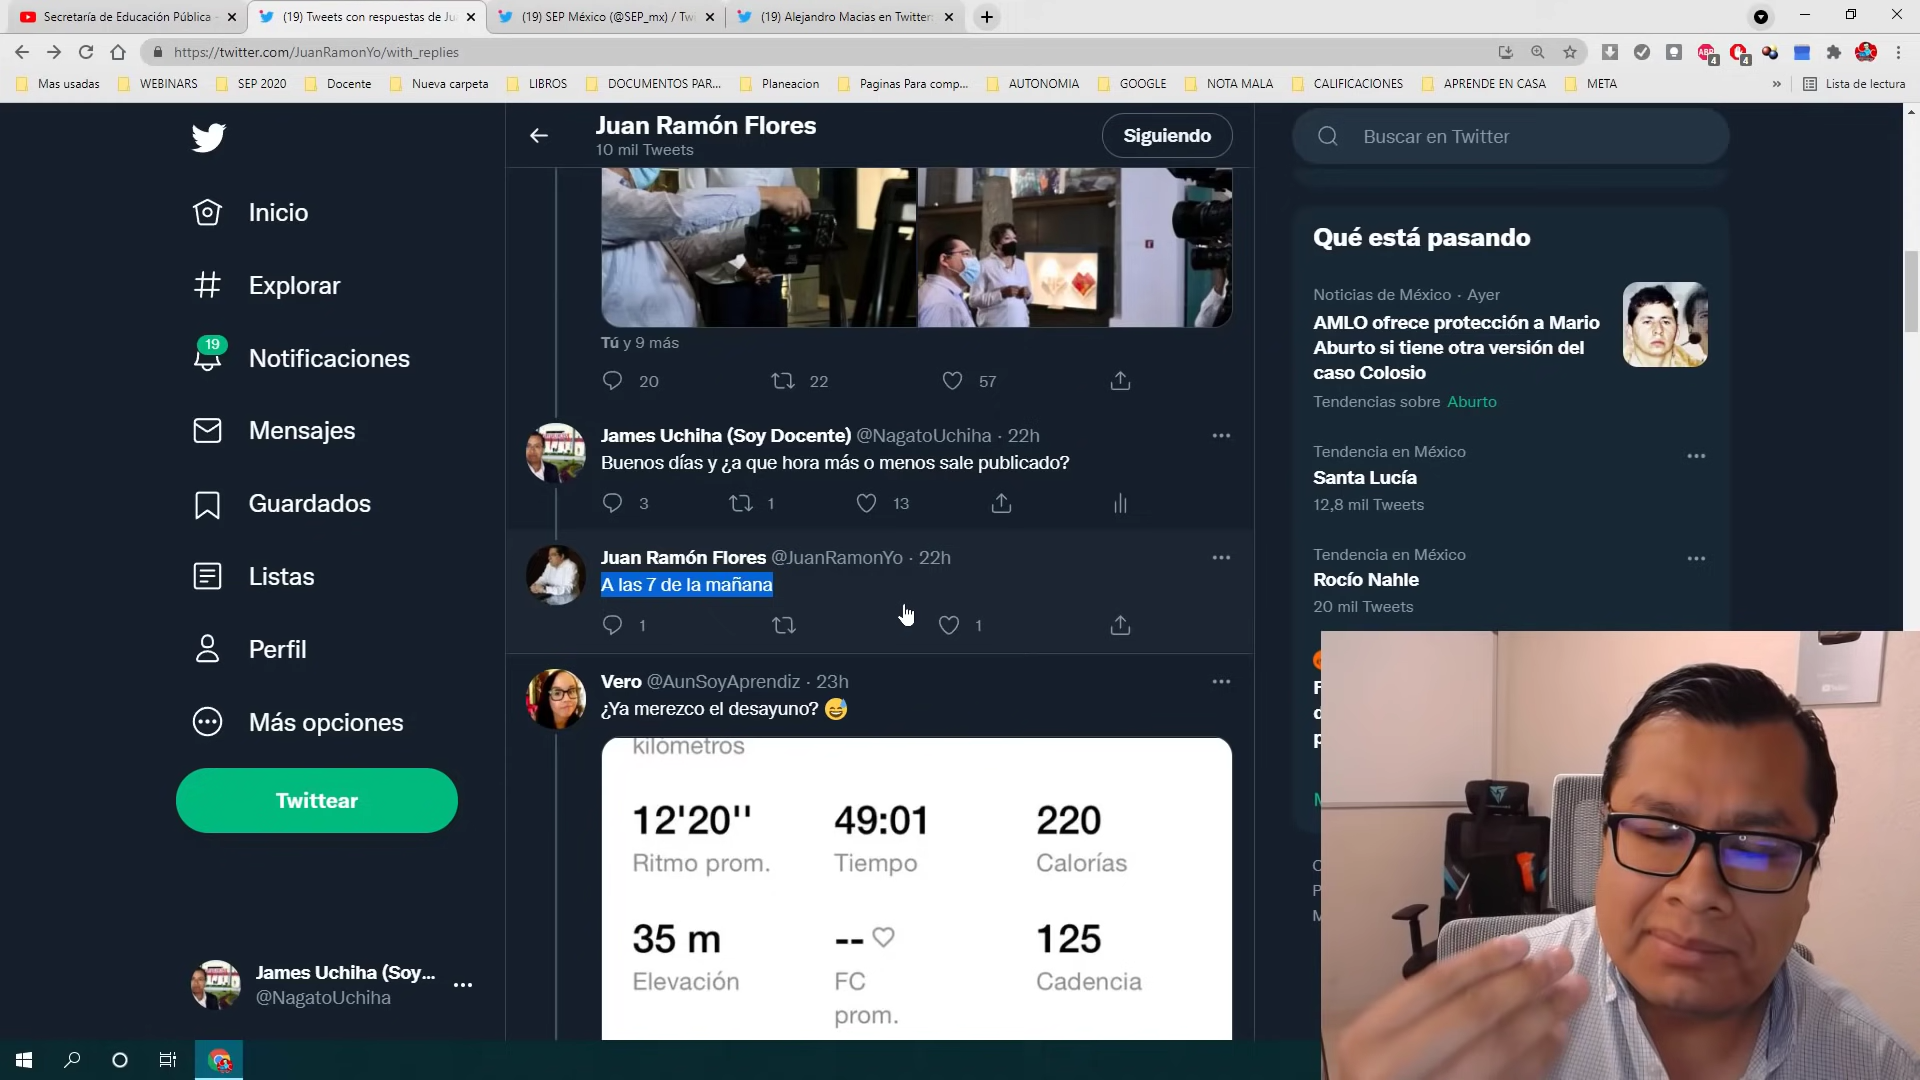 Secretaría de Educación Pública -
(19) Tweets con respuestas de Ju
(19) SEP México (@SEP_mx) / Twi
(19) Alejandro Macias en Twitter:
https://twitter.com/JuanRamonYo/with_replies
ABP
4
4
Mas usadas
WEBINARS
SEP 2020
Docente
Nueva carpeta
LIBROS
DOCUMENTOS PAR...
Planeacion
Paginas Para comp...
AUTONOMIA
GOOGLE
NOTA MALA
CALIFICACIONES
APRENDE EN CASA
META
»
Lista de lectura
Inicio
Explorar
19
Notificaciones
Mensajes
Guardados
Listas
Perfil
Más opciones
Twittear
James Uchiha (Soy...
@NagatoUchiha
Juan Ramón Flores
10 mil Tweets
Siguiendo
Tú y 9 más
20
22
57
James Uchiha (Soy Docente) @NagatoUchiha · 22h
Buenos días y ¿a que hora más o menos sale publicado?
3
1
13
Juan Ramón Flores @JuanRamonYo · 22h
A las 7 de la mañana
1
1
Vero @AunSoyAprendiz · 23h
¿Ya merezco el desayuno? 😅
kilómetros
12'20''
49:01
220
Ritmo prom.
Tiempo
Calorías
35 m
--
125
Elevación
FC
prom.
Cadencia
Buscar en Twitter
Qué está pasando
Noticias de México · Ayer
AMLO ofrece protección a Mario
Aburto si tiene otra versión del
caso Colosio
Tendencias sobre Aburto
Tendencia en México
Santa Lucía
12,8 mil Tweets
Tendencia en México
Rocío Nahle
20 mil Tweets